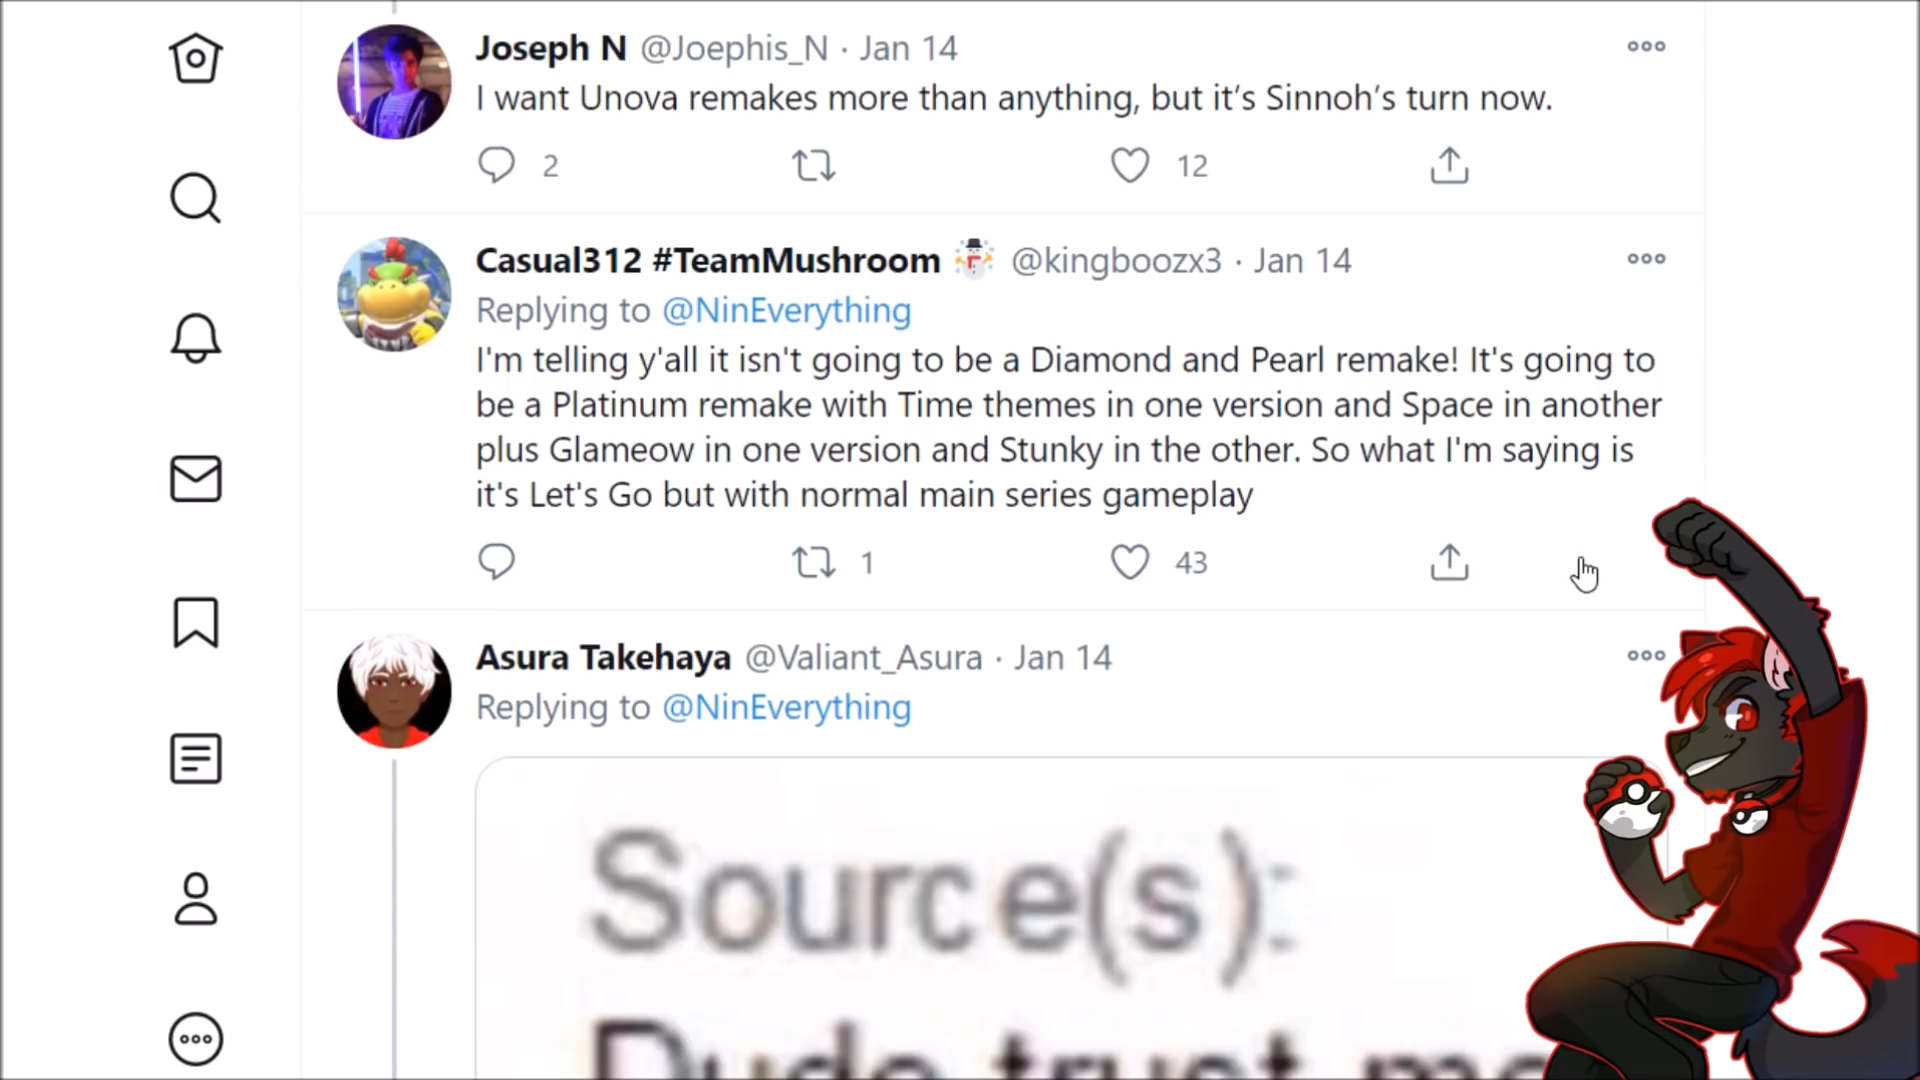 Joseph N @Joephis_N · Jan 14
I want Unova remakes more than anything, but it’s Sinnoh’s turn now.
2 12
Casual312 #TeamMushroom ☃️ @kingboozx3 · Jan 14
Replying to @NinEverything
I'm telling y'all it isn't going to be a Diamond and Pearl remake! It's going to
be a Platinum remake with Time themes in one version and Space in another
plus Glameow in one version and Stunky in the other. So what I'm saying is
it's Let's Go but with normal main series gameplay
1 43
Asura Takehaya @Valiant_Asura · Jan 14
Replying to @NinEverything
Source(s):
Dude trust me